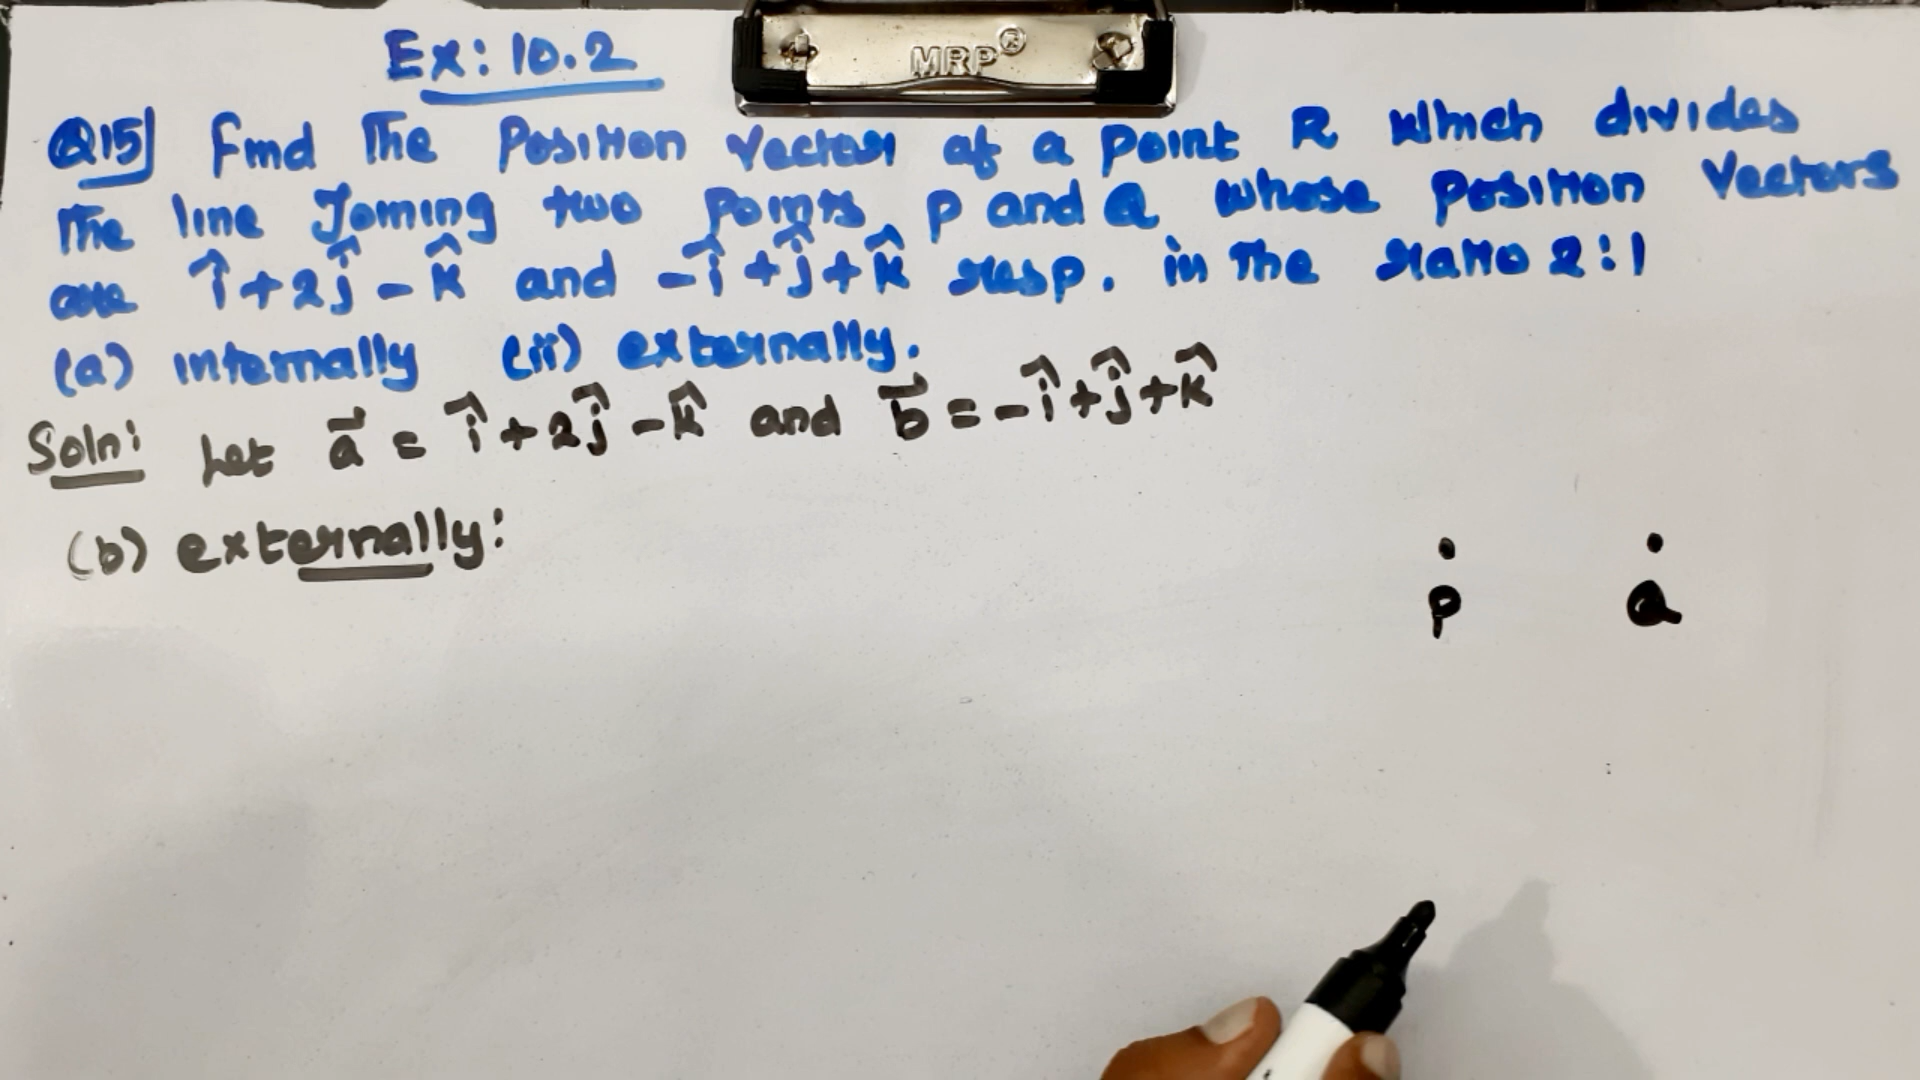 MRP®
Ex: 10.2
Q15] Find The Position Vector of a point R which divides
The line Joining two points P and Q whose position vectors
are î+2ĵ-k̂ and -î+ĵ+k̂ resp. in The ratio 2:1
(a) internally (ii) externally.
Soln: Let a⃗ = î+2ĵ-k̂ and b⃗ = -î+ĵ+k̂
(b) externally:
P Q